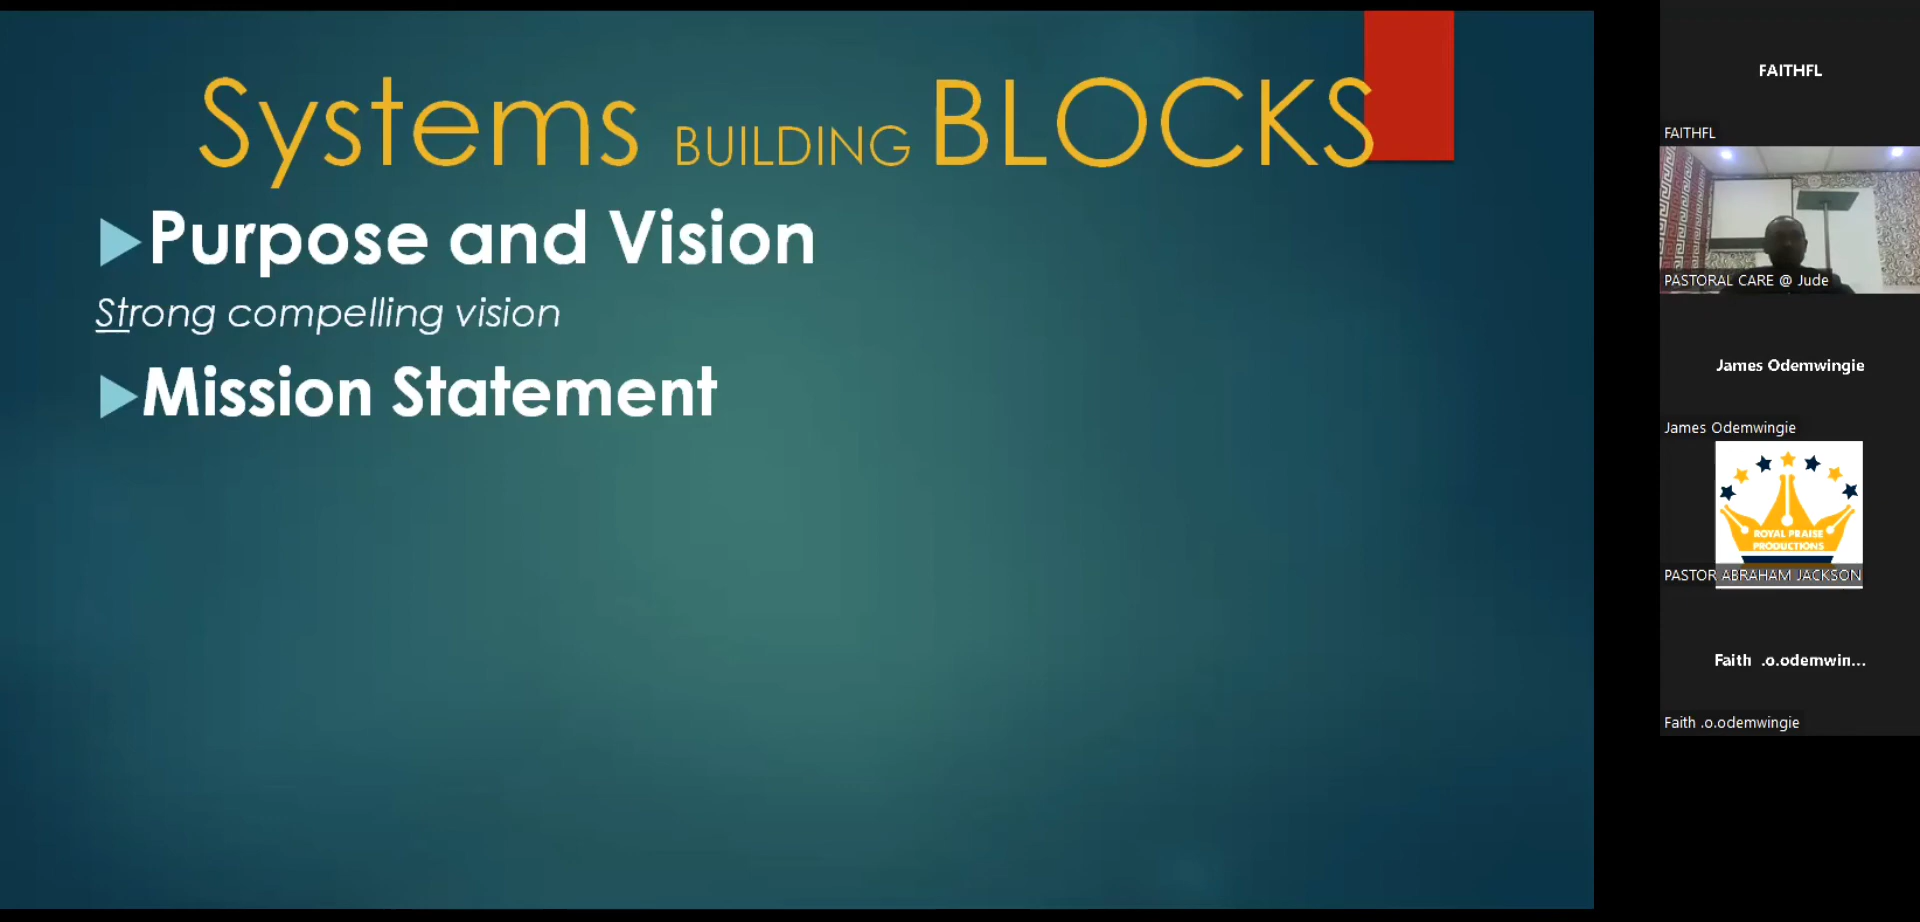 Systems BUILDING BLOCKS
Purpose and Vision
Strong compelling vision
Mission Statement
FAITHFL
FAITHFL
PASTORAL CARE @ Jude
James Odemwingie
James Odemwingie
ROYAL PRAISE
PRODUCTIONS
PASTOR ABRAHAM JACKSON
Faith .o.odemwin...
Faith .o.odemwingie